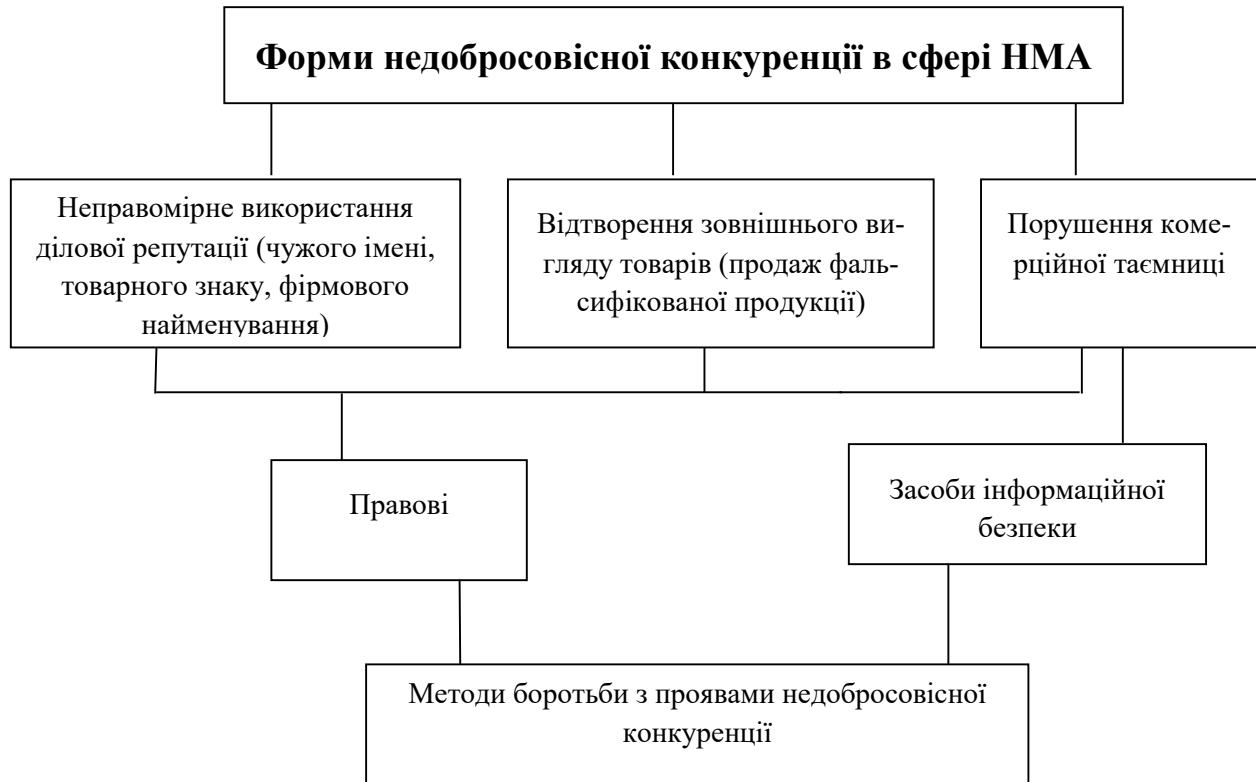 Форми недобросовісної конкуренції в сфері НМА
Неправомірне використання
ділової репутації (чужого імені,
товарного знаку, фірмового
найменування)
Відтворення зовнішнього ви-
гляду товарів (продаж фаль-
сифікованої продукції)
Порушення коме-
рційної таємниці
Правові
Засоби інформаційної
безпеки
Методи боротьби з проявами недобросовісної
конкуренції